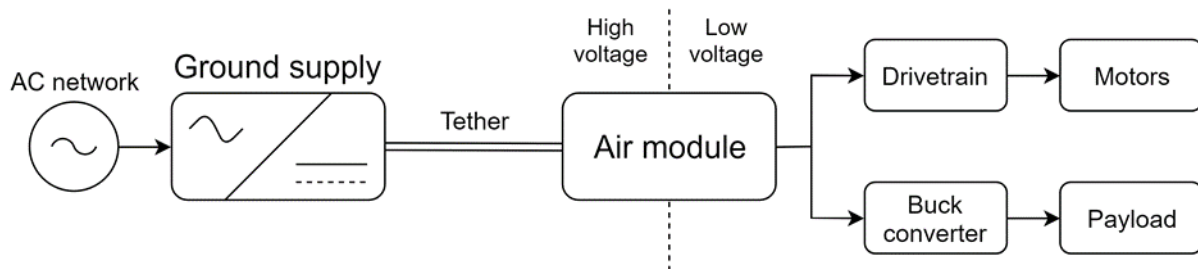 AC network
Ground supply
Tether
High
voltage
Low
voltage
Air module
Drivetrain
Motors
Buck
converter
Payload